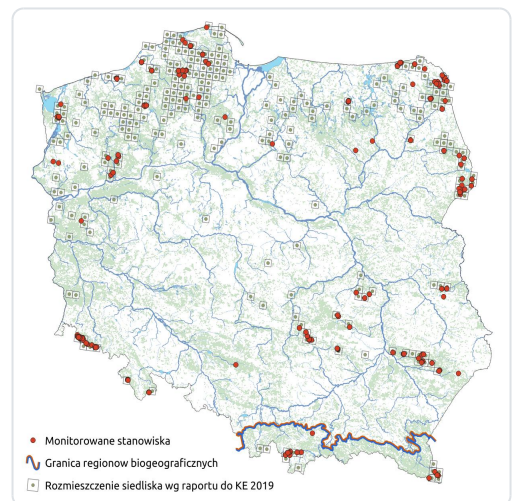 Monitorowane stanowiska
Granica regionow biogeograficznych
Rozmieszczenie siedliska wg raportu do KE 2019